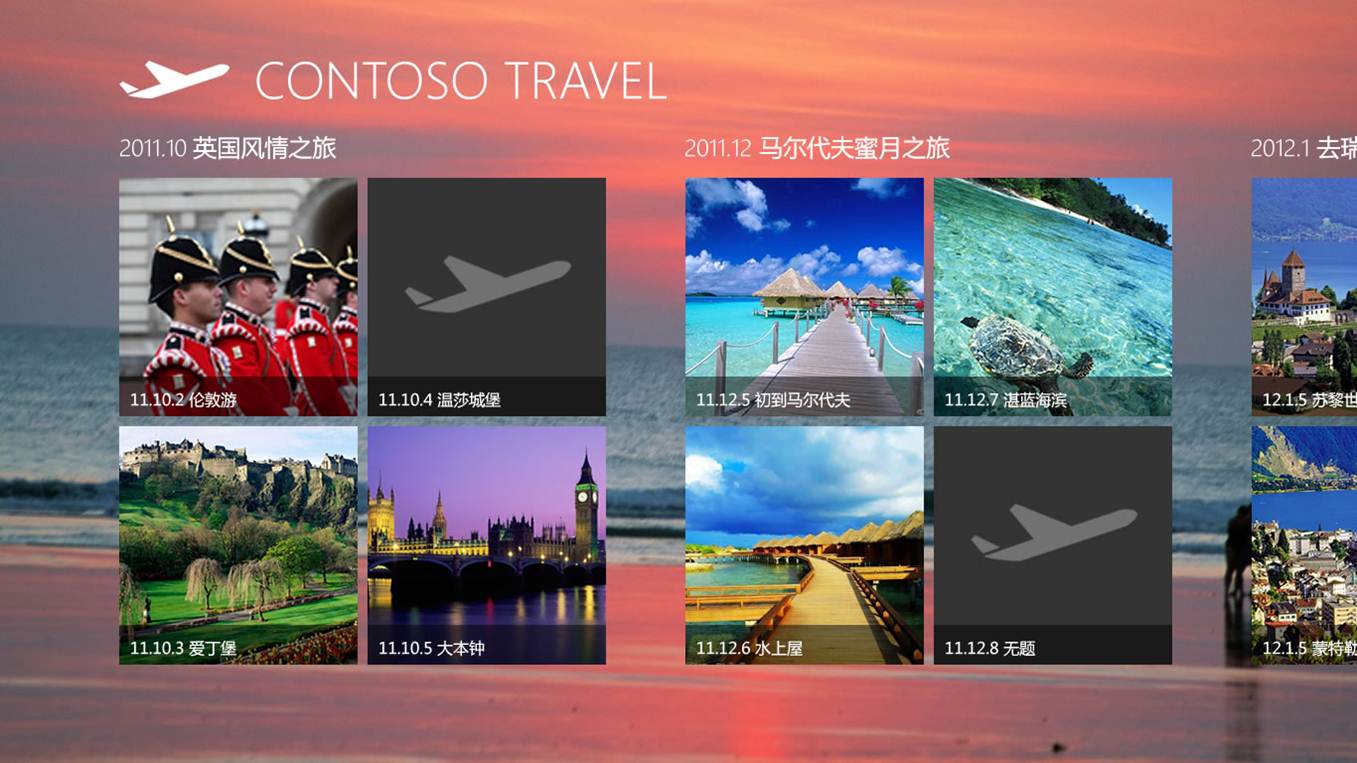 CONTOSO TRAVEL
2011.10 英国风情之旅
11.10.2 伦敦游
11.10.4 温莎城堡
11.10.3 爱丁堡
11.10.5 大本钟
2011.12 马尔代夫蜜月之旅
11.12.5 初到马尔代夫
11.12.7 湛蓝海滨
11.12.6 水上屋
11.12.8 无题
2012.1 去瑞
12.1.5 苏黎世
12.1.5 蒙特勒